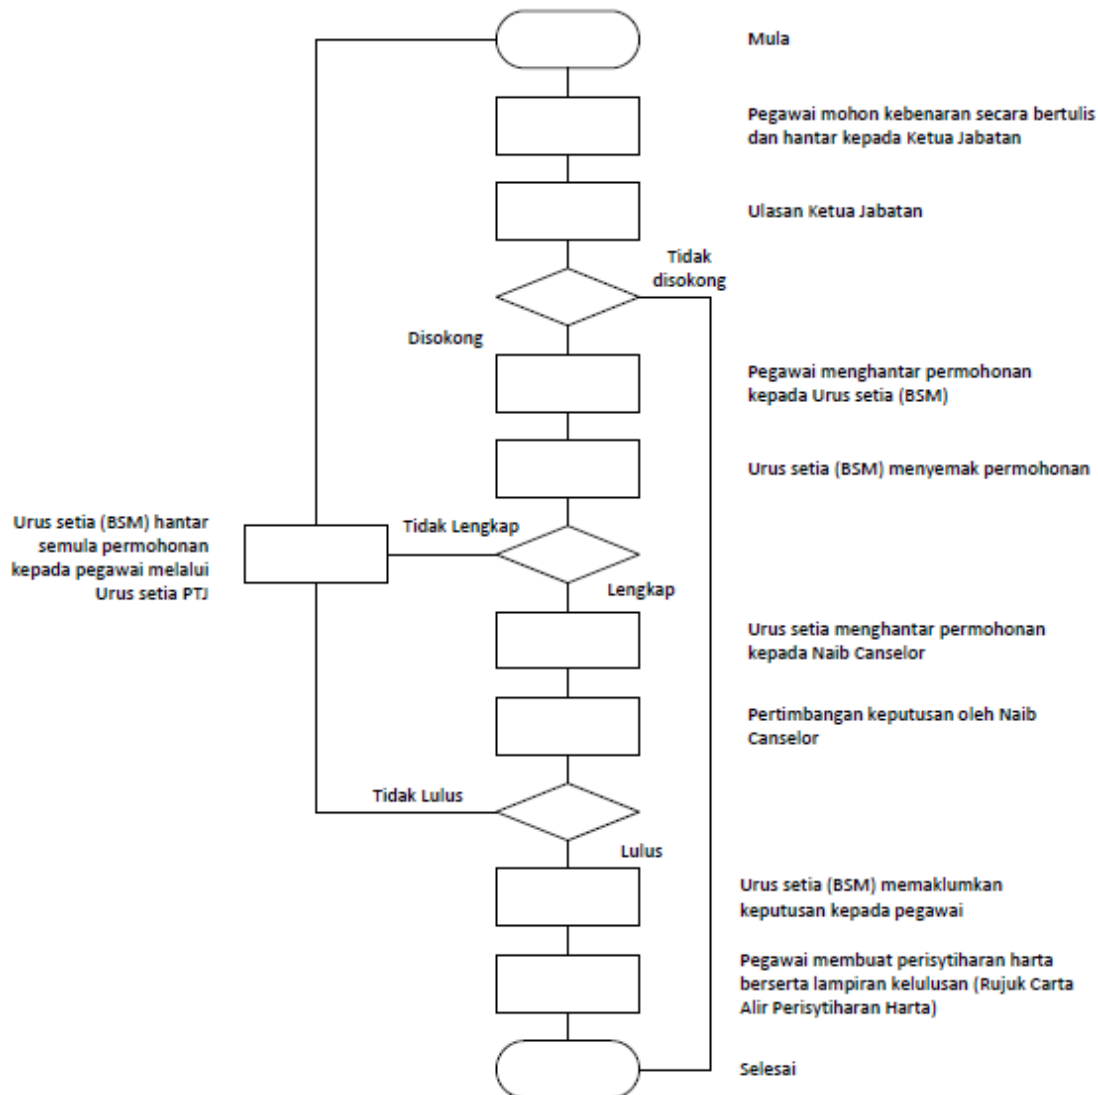 Mula
Pegawai mohon kebenaran secara bertulis
dan hantar kepada Ketua Jabatan
Ulasan Ketua Jabatan
Tidak
disokong
Disokong
Pegawai menghantar permohonan
kepada Urus setia (BSM)
Urus setia (BSM) menyemak permohonan
Urus setia (BSM) hantar
semula permohonan
kepada pegawai melalui
Urus setia PTJ
Tidak Lengkap
Lengkap
Urus setia menghantar permohonan
kepada Naib Canselor
Pertimbangan keputusan oleh Naib
Canselor
Tidak Lulus
Lulus
Urus setia (BSM) memaklumkan
keputusan kepada pegawai
Pegawai membuat perisytiharan harta
berserta lampiran kelulusan (Rujuk Carta
Alir Perisytiharan Harta)
Selesai